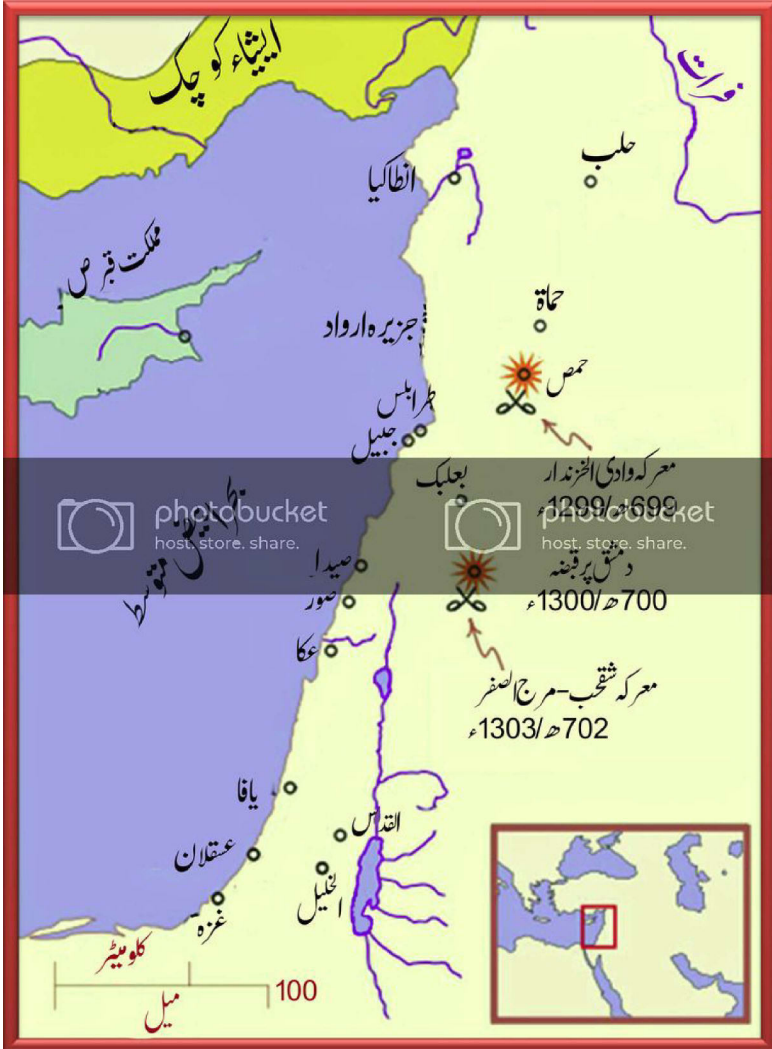 ایشاء کوچک
فرات
حلب
انطاکیا
مملکت قبرص
حماۃ
جزیرہ ارواد
حمص
طرابلس
جبیل
معرکہ وادی الخزندار
699ھ/1299ء
بعلبک
photobucket
host. store. share.
photobucket
host. store. share.
متوسط
صیدا
دمشق پر قبضہ
700ھ/1300ء
صور
عکا
معرکہ شقحب-مرج الصفر
702ھ/1303ء
یافا
القدس
عسقلان
الخلیل
غزہ
کلومیٹر
100
میل